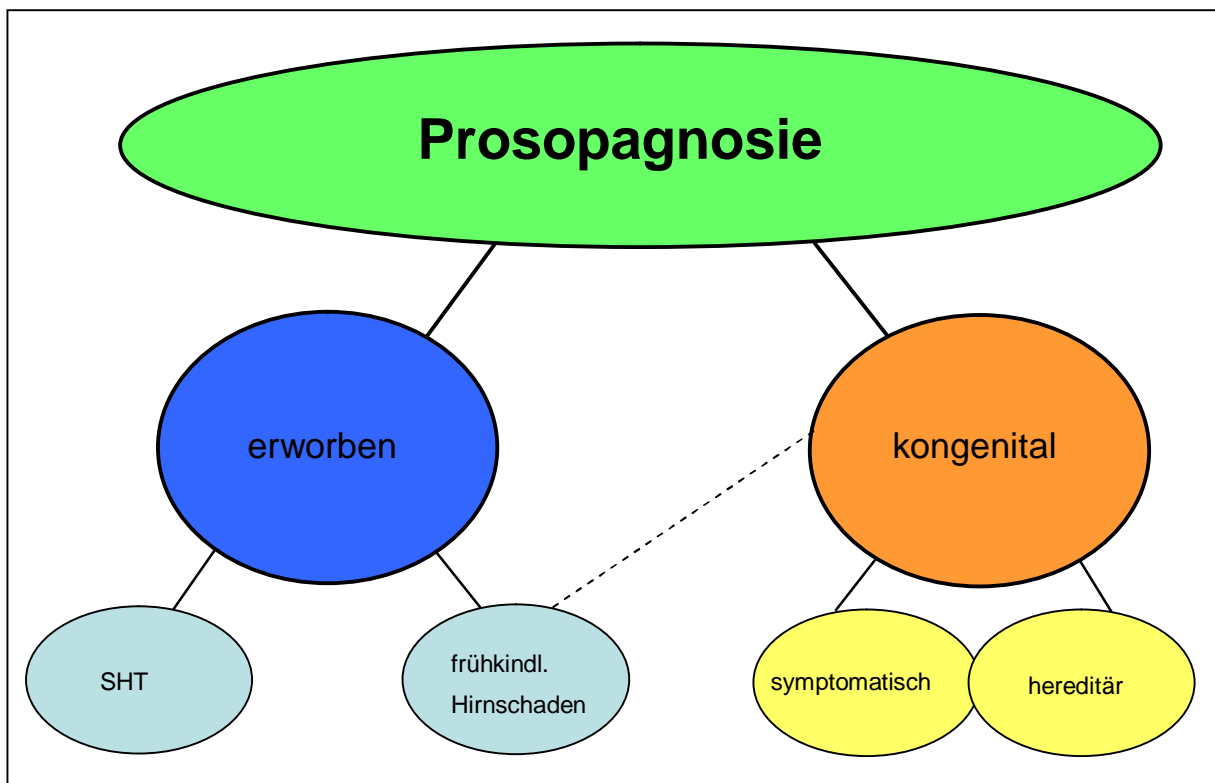 Prosopagnosie
erworben
kongenital
SHT
frühkindl.
Hirnschaden
symptomatisch
hereditär